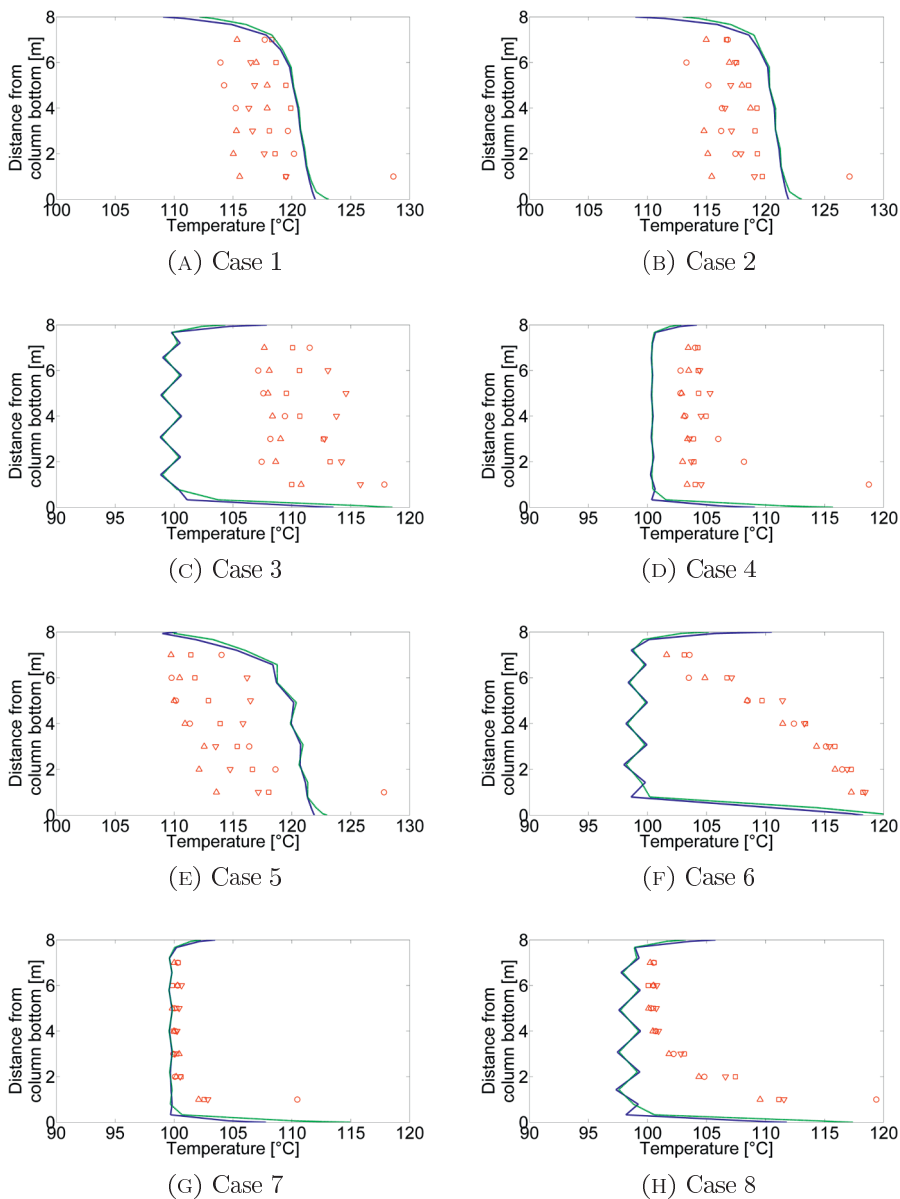 Distance from
column bottom [m]
8
6
4
2
0
100 105 110 115 120 125 130
Temperature [°C]
(A) Case 1
Distance from
column bottom [m]
8
6
4
2
0
100 105 110 115 120 125 130
Temperature [°C]
(B) Case 2
Distance from
column bottom [m]
8
6
4
2
0
90 95 100 105 110 115 120
Temperature [°C]
(C) Case 3
Distance from
column bottom [m]
8
6
4
2
0
90 95 100 105 110 115 120
Temperature [°C]
(D) Case 4
Distance from
column bottom [m]
8
6
4
2
0
100 105 110 115 120 125 130
Temperature [°C]
(E) Case 5
Distance from
column bottom [m]
8
6
4
2
0
90 95 100 105 110 115 120
Temperature [°C]
(F) Case 6
Distance from
column bottom [m]
8
6
4
2
0
90 95 100 105 110 115 120
Temperature [°C]
(G) Case 7
Distance from
column bottom [m]
8
6
4
2
0
90 95 100 105 110 115 120
Temperature [°C]
(H) Case 8